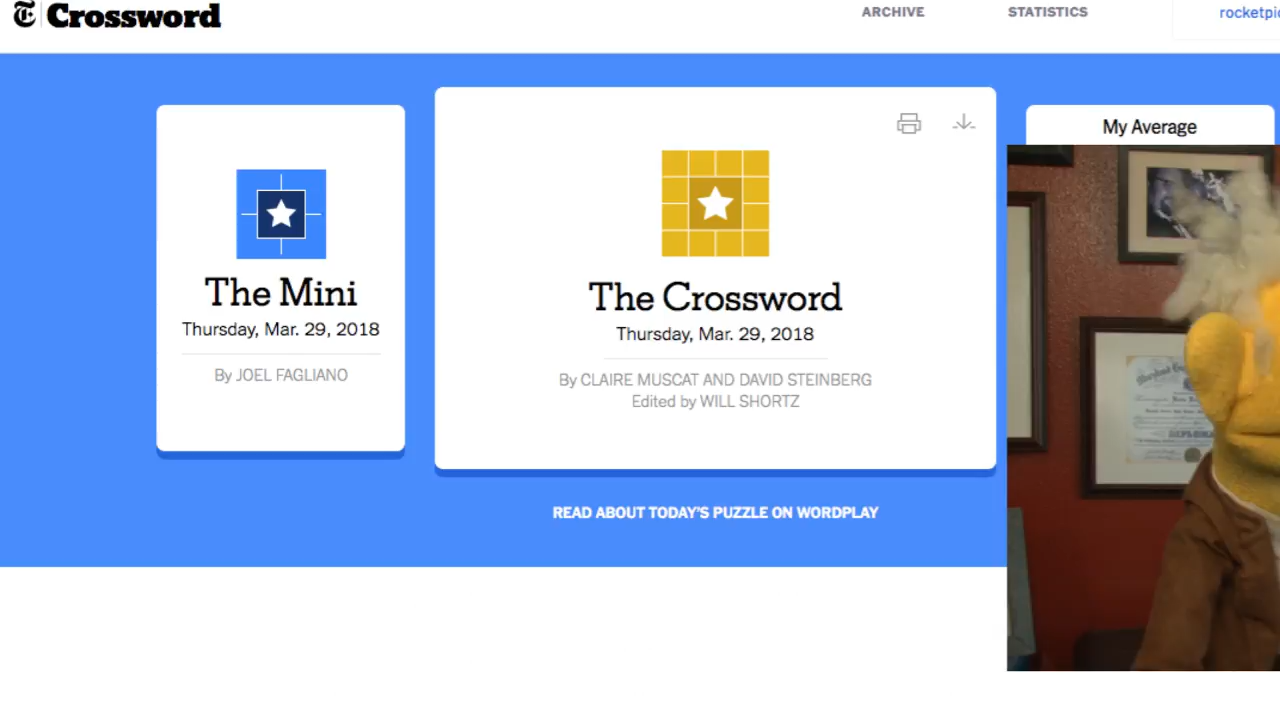 Crossword
ARCHIVE
STATISTICS
rocketpi
The Mini
Thursday, Mar. 29, 2018
By JOEL FAGLIANO
The Crossword
Thursday, Mar. 29, 2018
By CLAIRE MUSCAT AND DAVID STEINBERG
Edited by WILL SHORTZ
My Average
READ ABOUT TODAY'S PUZZLE ON WORDPLAY
DIPLOMA